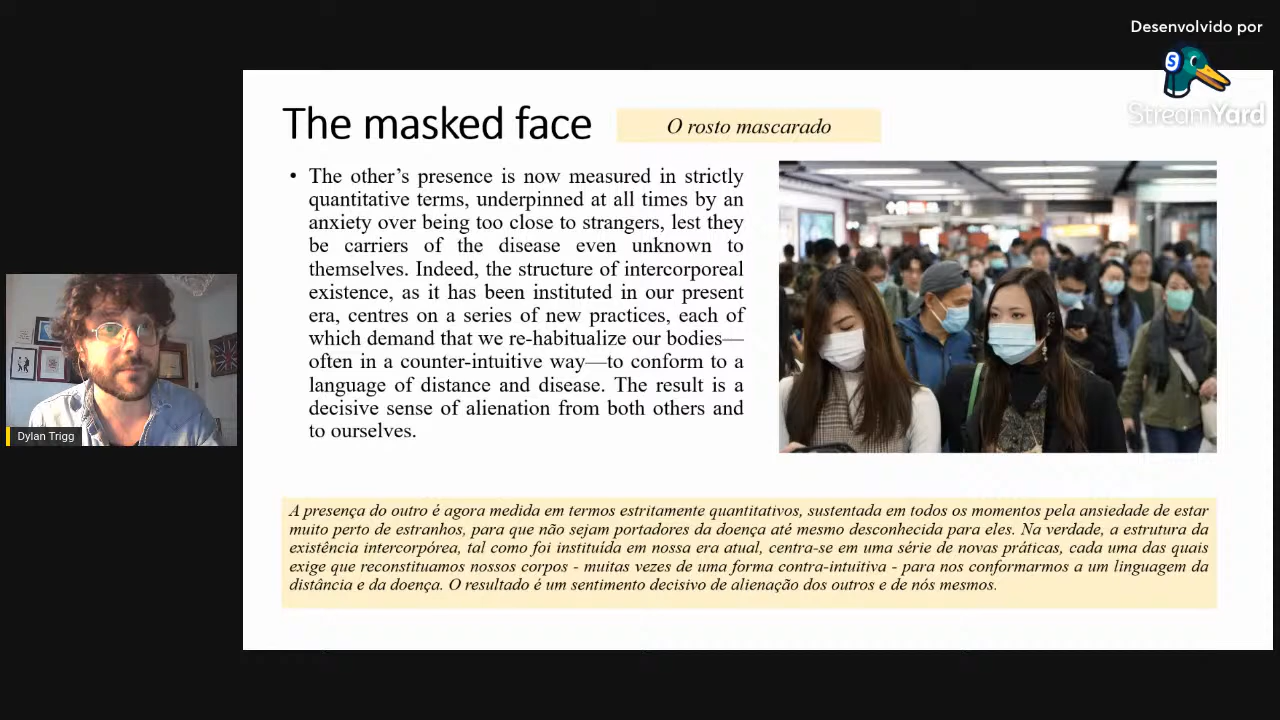 Desenvolvido por
S
StreamYard
The masked face
O rosto mascarado
• The other’s presence is now measured in strictly
quantitative terms, underpinned at all times by an
anxiety over being too close to strangers, lest they
be carriers of the disease even unknown to
themselves. Indeed, the structure of intercorporeal
existence, as it has been instituted in our present
era, centres on a series of new practices, each of
which demand that we re-habitualize our bodies—
often in a counter-intuitive way—to conform to a
language of distance and disease. The result is a
decisive sense of alienation from both others and
to ourselves.
Dylan Trigg
A presença do outro é agora medida em termos estritamente quantitativos, sustentada em todos os momentos pela ansiedade de estar
muito perto de estranhos, para que não sejam portadores da doença até mesmo desconhecida para eles. Na verdade, a estrutura da
existência intercorpórea, tal como foi instituída em nossa era atual, centra-se em uma série de novas práticas, cada uma das quais
exige que reconstituamos nossos corpos - muitas vezes de uma forma contra-intuitiva - para nos conformarmos a um linguagem da
distância e da doença. O resultado é um sentimento decisivo de alienação dos outros e de nós mesmos.